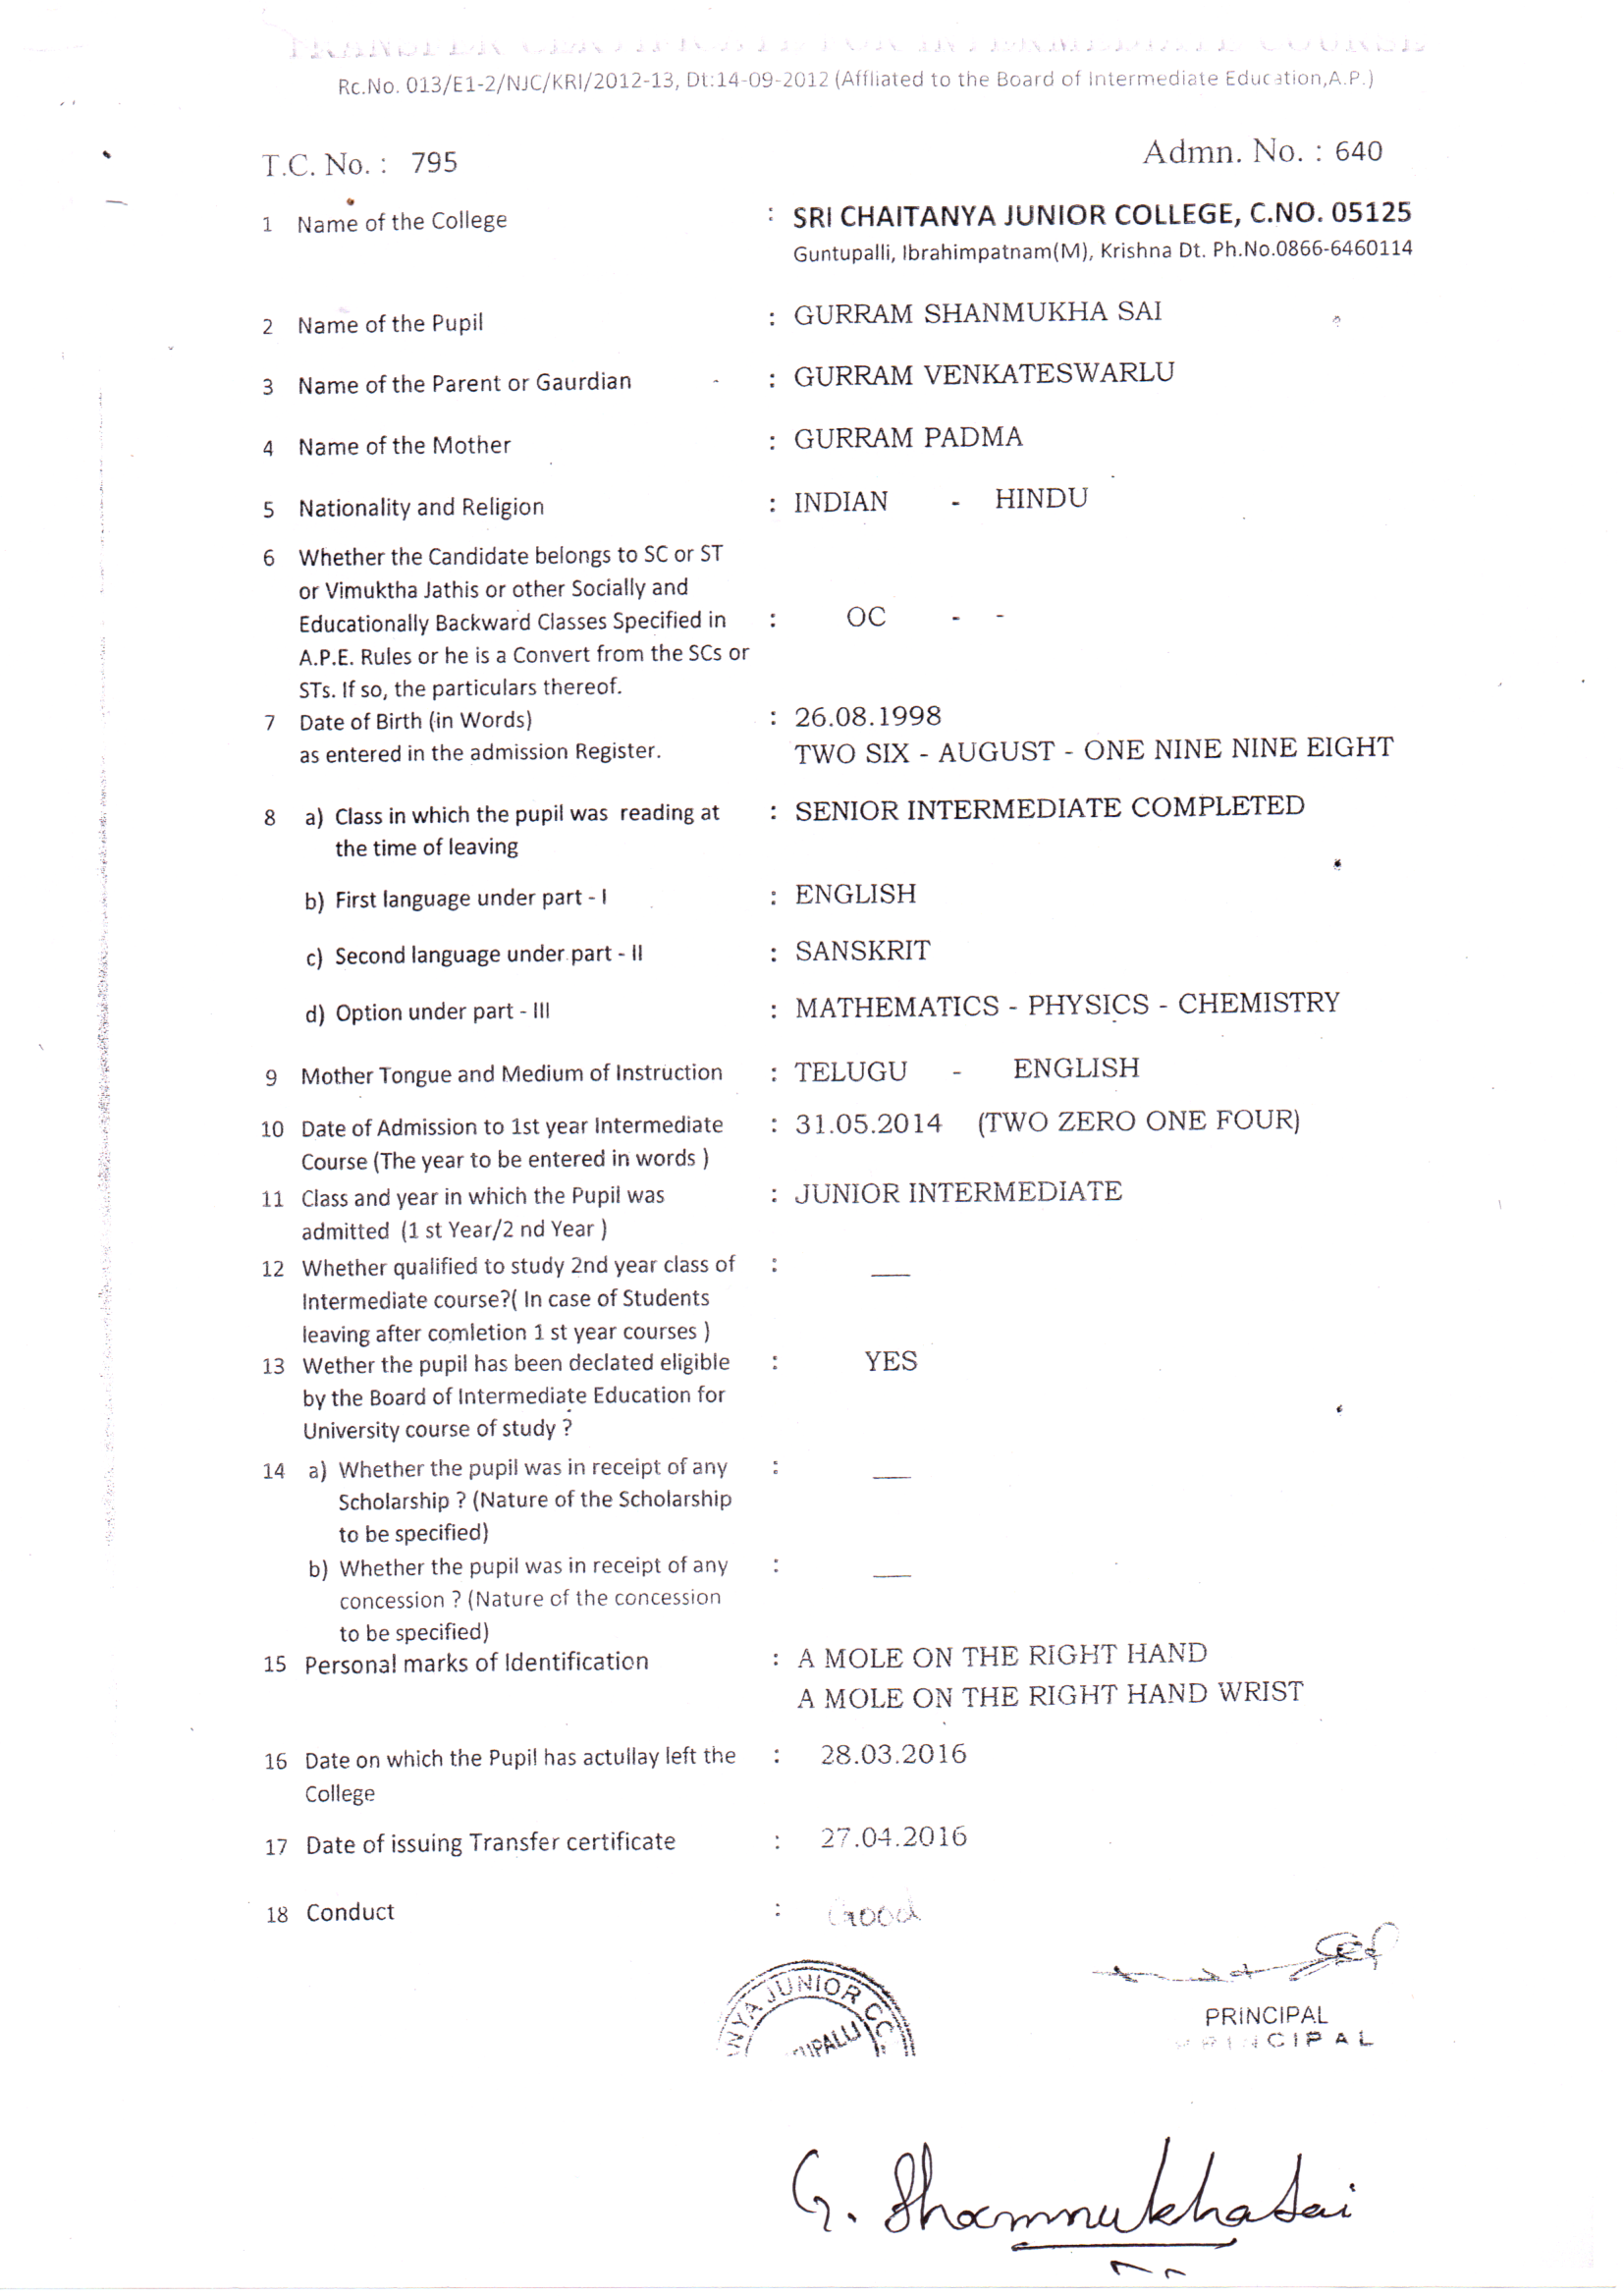 Rc.No. 013/E1-2/NJC/KRI/2012-13, Dt:14-09-2012 (Affliated to the Board of Intermediate Education,A.P.)
T.C. No. : 795 Admn. No. : 640
1 Name of the College : SRI CHAITANYA JUNIOR COLLEGE, C.NO. 05125
Guntupalli, Ibrahimpatnam(M), Krishna Dt. Ph.No.0866-6460114
2 Name of the Pupil : GURRAM SHANMUKHA SAI
3 Name of the Parent or Gaurdian - : GURRAM VENKATESWARLU
4 Name of the Mother : GURRAM PADMA
5 Nationality and Religion : INDIAN - HINDU
6 Whether the Candidate belongs to SC or ST
or Vimuktha Jathis or other Socially and
Educationally Backward Classes Specified in : OC - -
A.P.E. Rules or he is a Convert from the SCs or
STs. If so, the particulars thereof.
7 Date of Birth (in Words) : 26.08.1998
as entered in the admission Register. TWO SIX - AUGUST - ONE NINE NINE EIGHT
8 a) Class in which the pupil was reading at : SENIOR INTERMEDIATE COMPLETED
the time of leaving
b) First language under part - I : ENGLISH
c) Second language under part - II : SANSKRIT
d) Option under part - III : MATHEMATICS - PHYSICS - CHEMISTRY
9 Mother Tongue and Medium of Instruction : TELUGU - ENGLISH
10 Date of Admission to 1st year Intermediate : 31.05.2014 (TWO ZERO ONE FOUR)
Course (The year to be entered in words )
11 Class and year in which the Pupil was : JUNIOR INTERMEDIATE
admitted (1 st Year/2 nd Year )
12 Whether qualified to study 2nd year class of : __
Intermediate course?( In case of Students
leaving after comletion 1 st year courses )
13 Wether the pupil has been declated eligible : YES
by the Board of Intermediate Education for
University course of study ?
14 a) Whether the pupil was in receipt of any : __
Scholarship ? (Nature of the Scholarship
to be specified)
b) Whether the pupil was in receipt of any : __
concession ? (Nature of the concession
to be specified)
15 Personal marks of Identification : A MOLE ON THE RIGHT HAND
A MOLE ON THE RIGHT HAND WRIST
16 Date on which the Pupil has actullay left the : 28.03.2016
College
17 Date of issuing Transfer certificate : 27.04.2016
18 Conduct : Good
JUNIOR
PRINCIPAL
PRINCIPAL
G. Shanmukha Sai